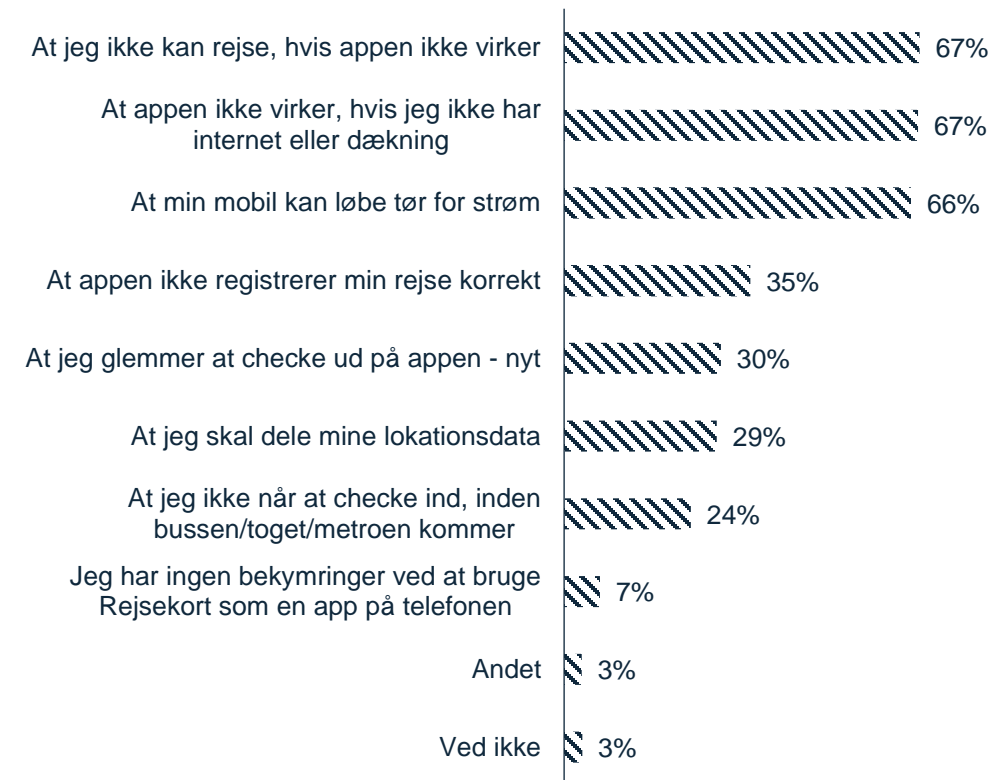 At jeg ikke kan rejse, hvis appen ikke virker 67%
At appen ikke virker, hvis jeg ikke har
internet eller dækning 67%
At min mobil kan løbe tør for strøm 66%
At appen ikke registrerer min rejse korrekt 35%
At jeg glemmer at checke ud på appen - nyt 30%
At jeg skal dele mine lokationsdata 29%
At jeg ikke når at checke ind, inden
bussen/toget/metroen kommer 24%
Jeg har ingen bekymringer ved at bruge
Rejsekort som en app på telefonen 7%
Andet 3%
Ved ikke 3%